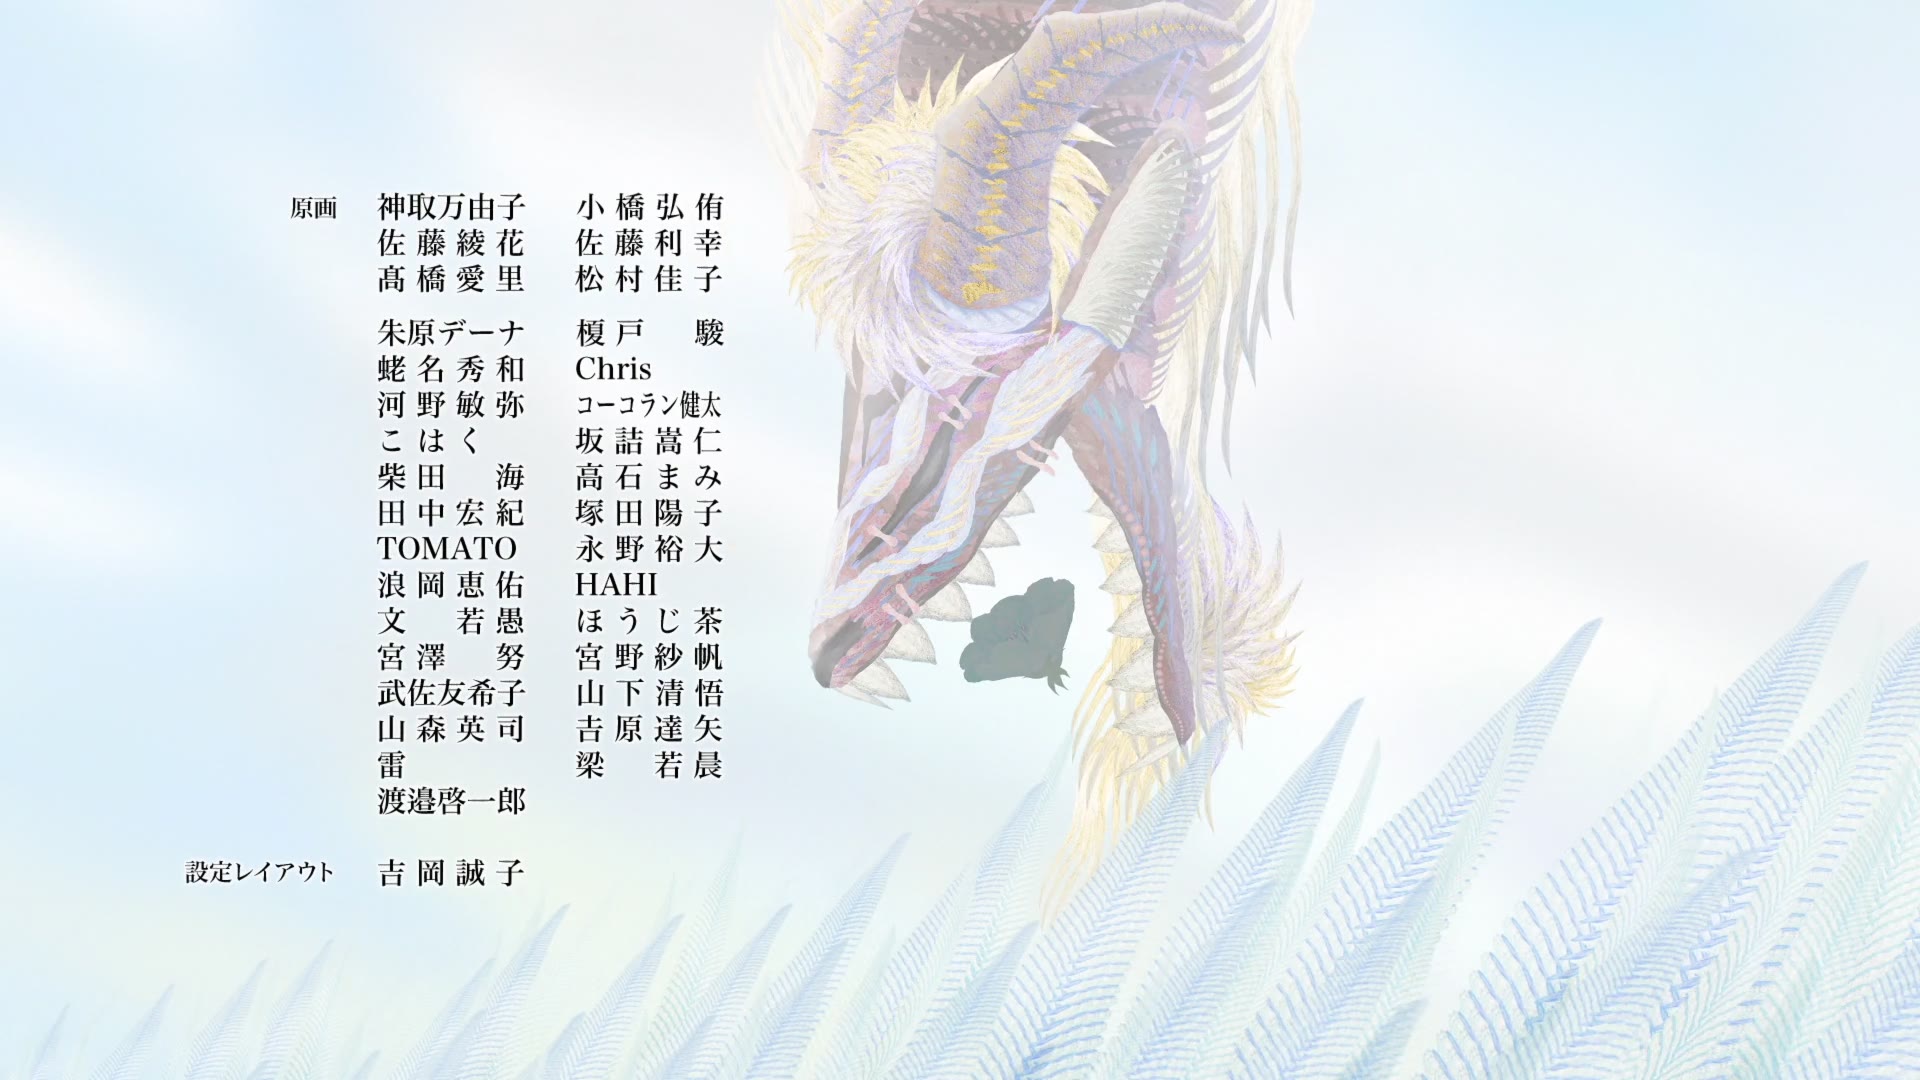 原画 神取万由子 小橋弘侑
佐藤綾花 佐藤利幸
髙橋愛里 松村佳子
朱原デーナ 榎戸 駿
蛯名秀和 Chris
河野敏弥 コーコラン健太
こはく 坂詰嵩仁
柴田 海 高石まみ
田中宏紀 塚田陽子
TOMATO 永野裕大
浪岡恵佑 HAHI
文 若愚 ほうじ茶
宮澤 努 宮野紗帆
武佐友希子 山下清悟
山森英司 𠮷原達矢
雷 梁 若晨
渡邉啓一郎
設定レイアウト 吉岡誠子